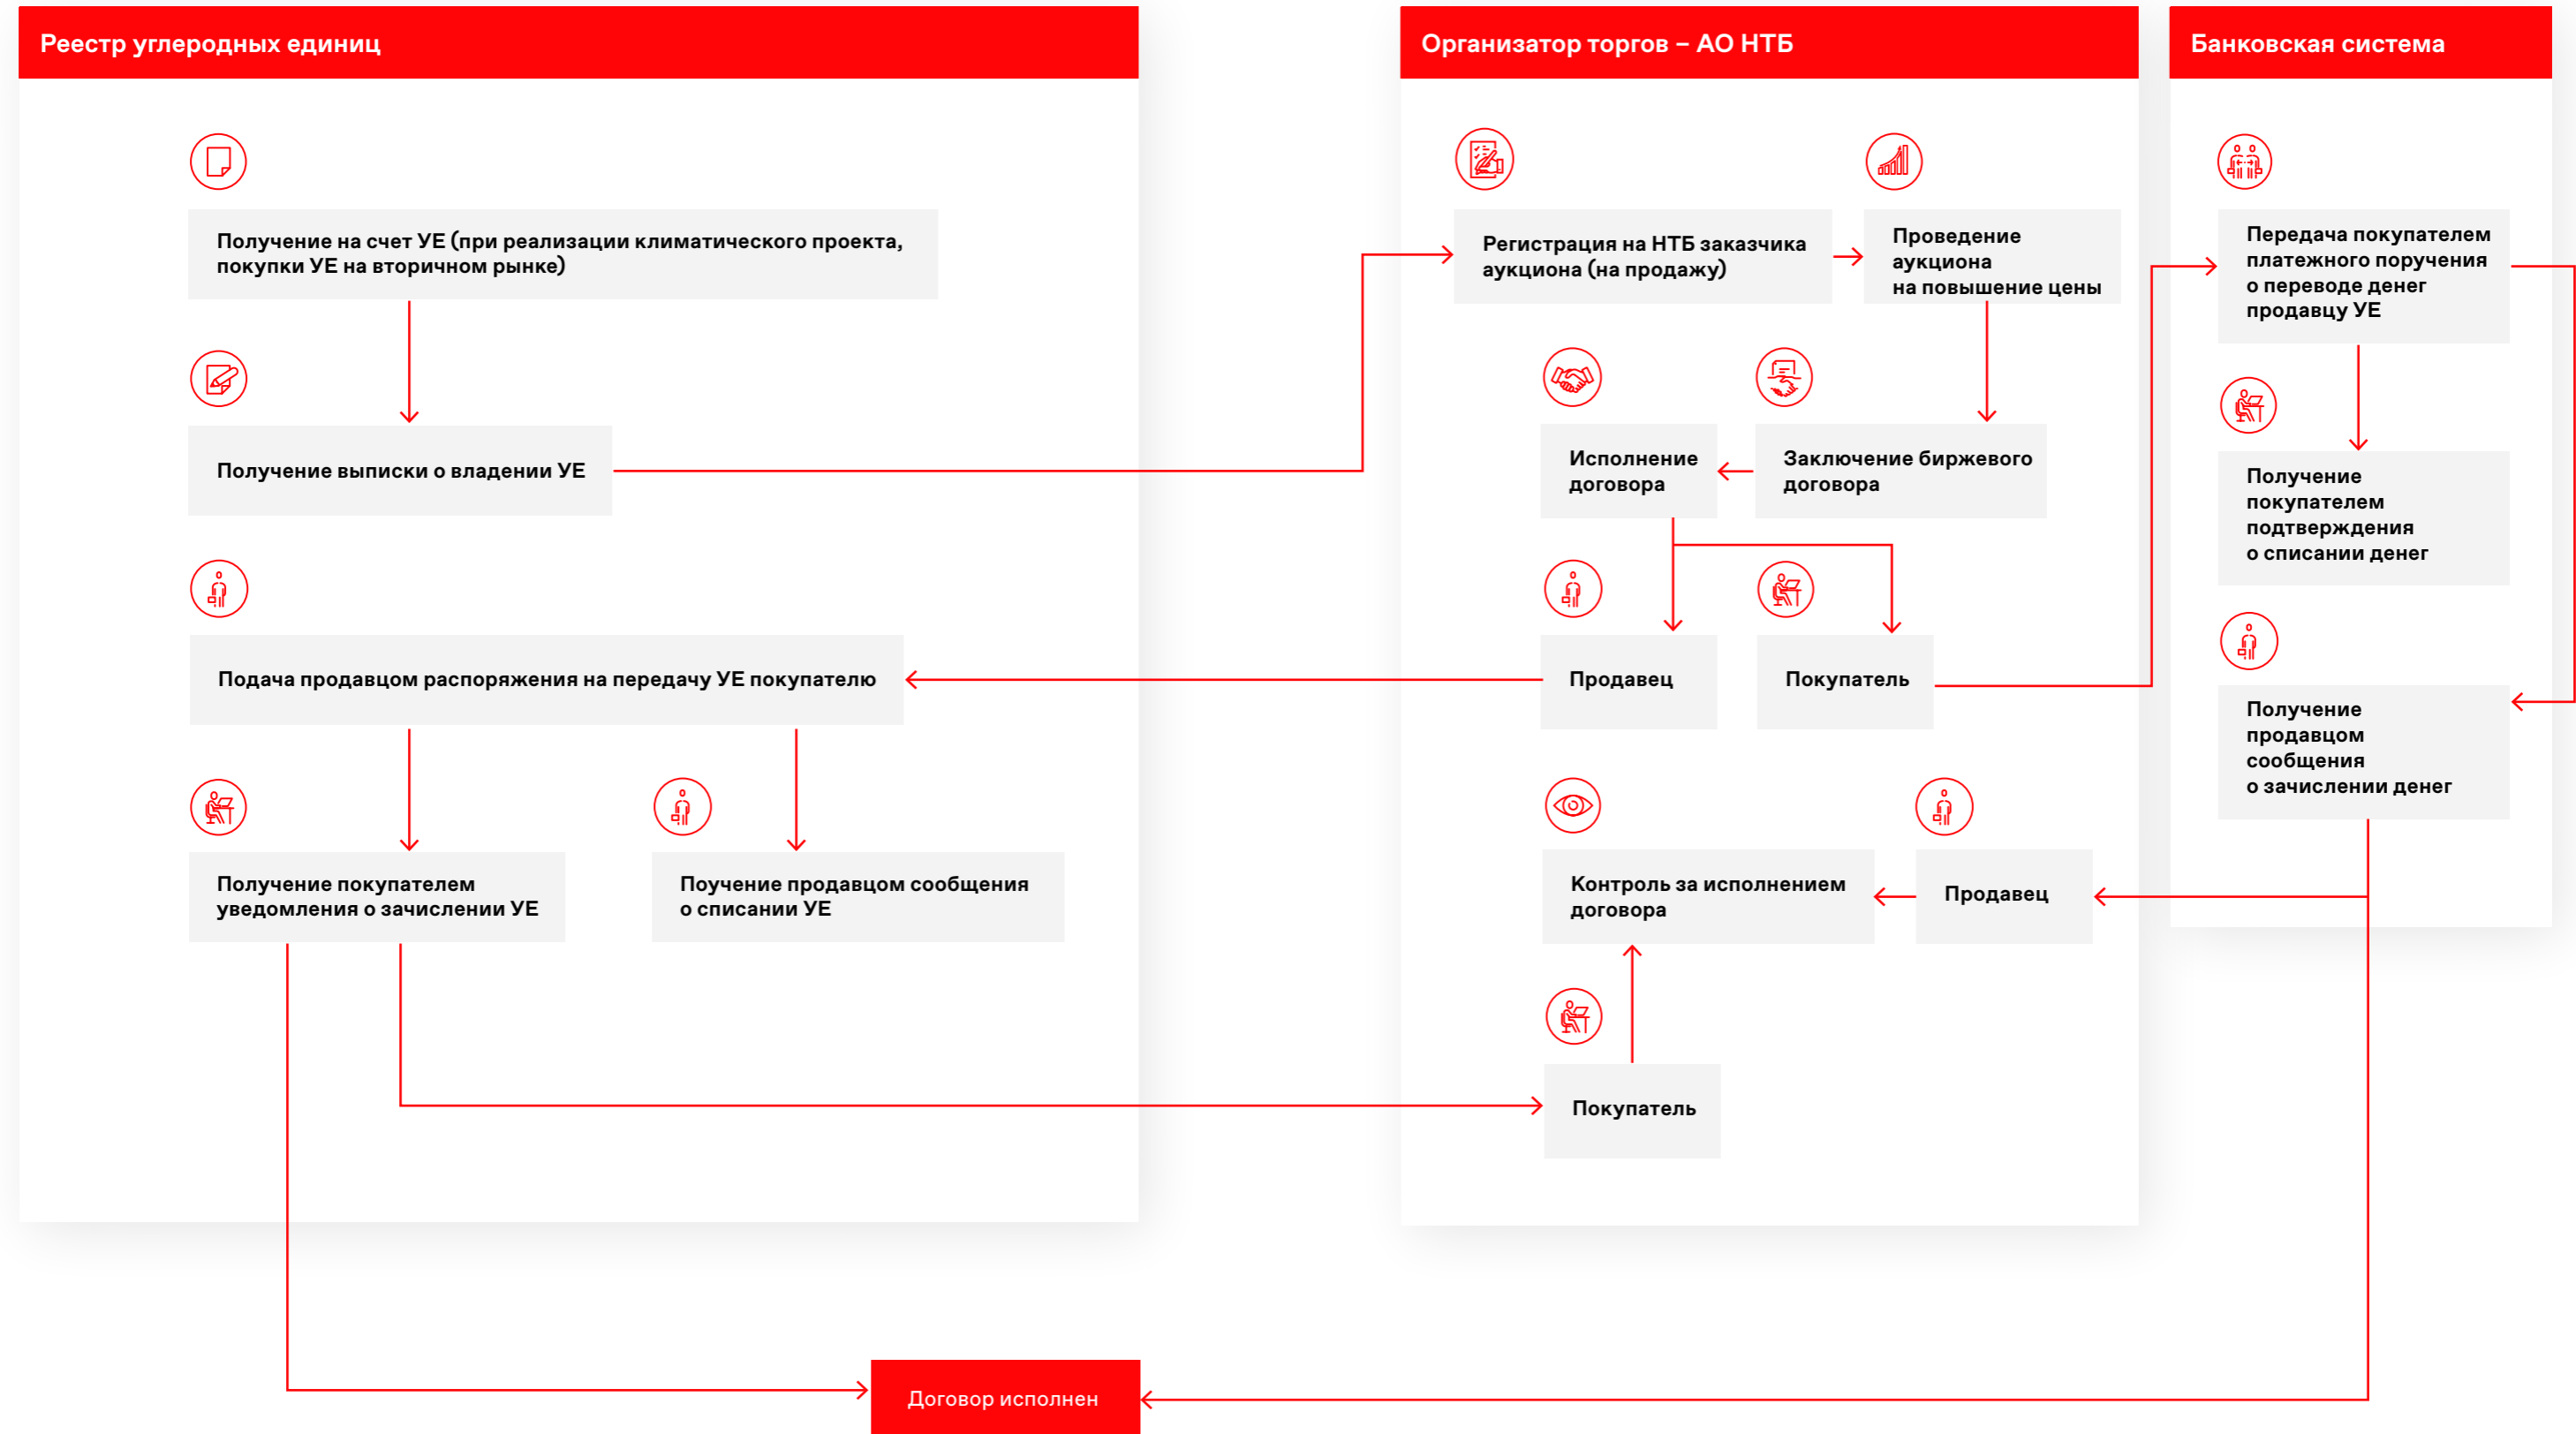 Реестр углеродных единиц
Получение на счет УЕ (при реализации климатического проекта,
покупки УЕ на вторичном рынке)
Получение выписки о владении УЕ
Подача продавцом распоряжения на передачу УЕ покупателю
Получение покупателем
уведомления о зачислении УЕ
Поучение продавцом сообщения
о списании УЕ
Организатор торгов – АО НТБ
Регистрация на НТБ заказчика
аукциона (на продажу)
Проведение
аукциона
на повышение цены
Исполнение
договора
Заключение биржевого
договора
Продавец
Покупатель
Контроль за исполнением
договора
Продавец
Покупатель
Банковская система
Передача покупателем
платежного поручения
о переводе денег
продавцу УЕ
Получение
покупателем
подтверждения
о списании денег
Получение
продавцом
сообщения
о зачислении денег
Договор исполнен